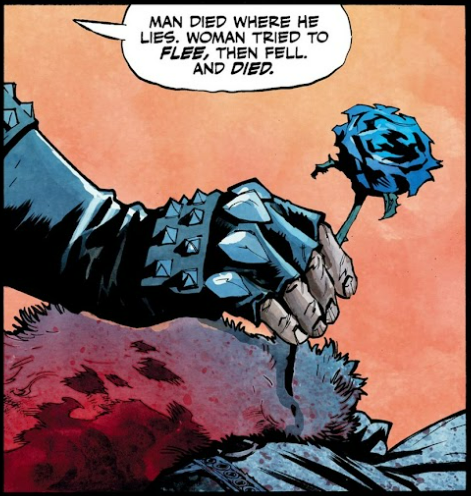 MAN DIED WHERE HE
LIES. WOMAN TRIED TO
FLEE, THEN FELL.
AND DIED.